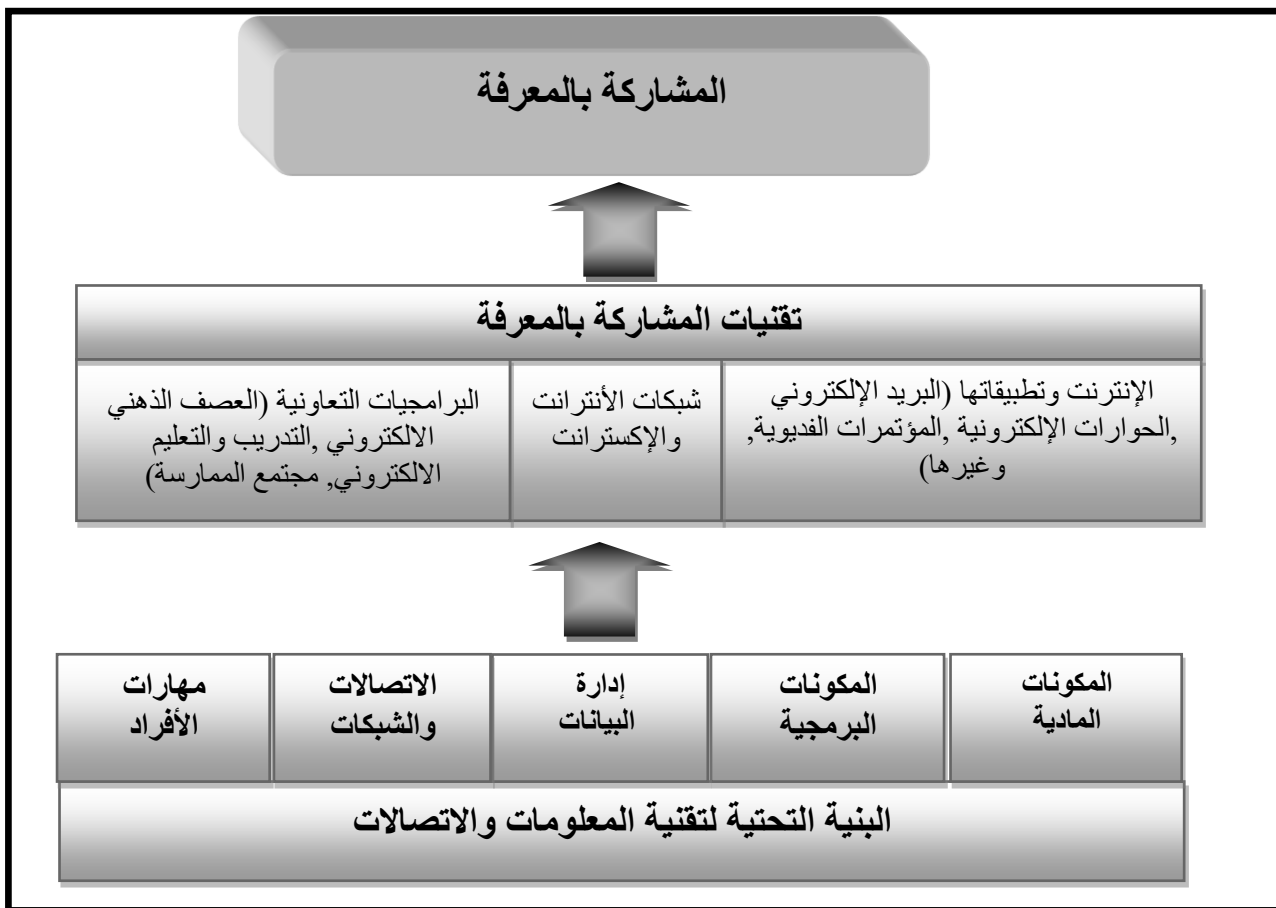 المشاركة بالمعرفة
تقنيات المشاركة بالمعرفة
الإنترنت وتطبيقاتها (البريد الإلكتروني
,الحوارات الإلكترونية ,المؤتمرات الفديوية,
وغيرها)
شبكات الأنترانت
والإكسترانت
البرامجيات التعاونية (العصف الذهني
الالكتروني ,التدريب والتعليم
الالكتروني, مجتمع الممارسة)
المكونات
المادية
المكونات
البرمجية
إدارة
البيانات
الاتصالات
والشبكات
مهارات
الأفراد
البنية التحتية لتقنية المعلومات والاتصالات